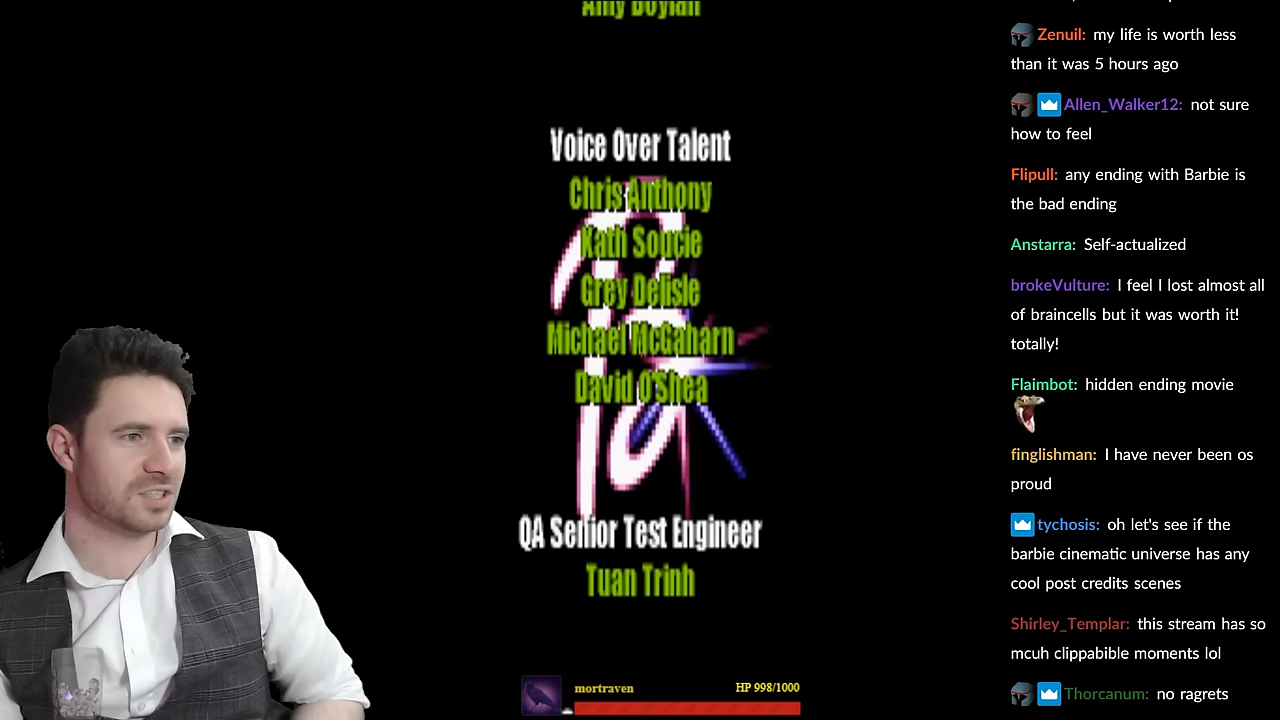 Amy Boylan
Voice Over Talent
Chris Anthony
Kath Soucie
Grey Delisle
Michael McGaharn
David O'Shea
QA Senior Test Engineer
Tuan Trinh
mortraven
HP 998/1000
Zenuil: my life is worth less
than it was 5 hours ago
Allen_Walker12: not sure
how to feel
Flipull: any ending with Barbie is
the bad ending
Anstarra: Self-actualized
brokeVulture: I feel I lost almost all
of braincells but it was worth it!
totally!
Flaimbot: hidden ending movie
finglishman: I have never been os
proud
tychosis: oh let's see if the
barbie cinematic universe has any
cool post credits scenes
Shirley_Templar: this stream has so
mcuh clippabible moments lol
Thorcanum: no ragrets